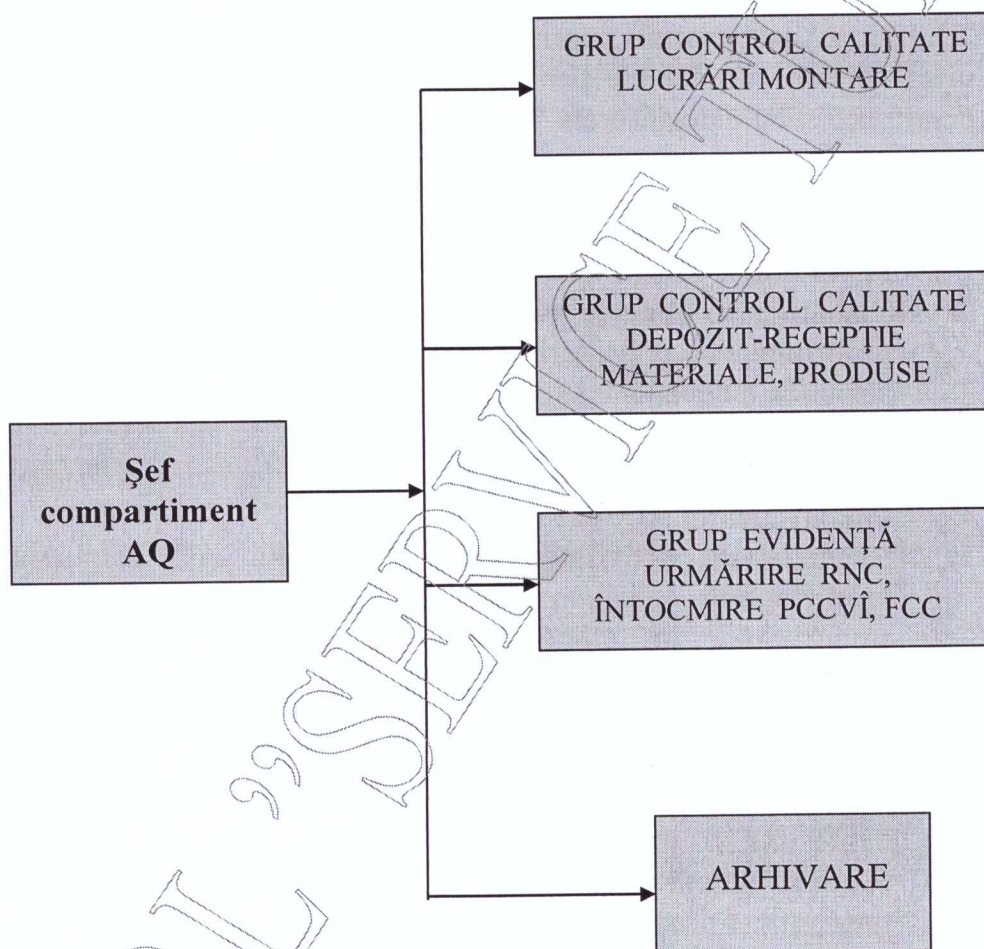 GRUP CONTROL CALITATE
LUCRĂRI MONTARE
GRUP CONTROL CALITATE
DEPOZIT-RECEPŢIE
MATERIALE, PRODUSE
Şef
compartiment
AQ
GRUP EVIDENŢĂ
URMĂRIRE RNC,
ÎNTOCMIRE PCCVÎ, FCC
ARHIVARE
L ”SERVICE